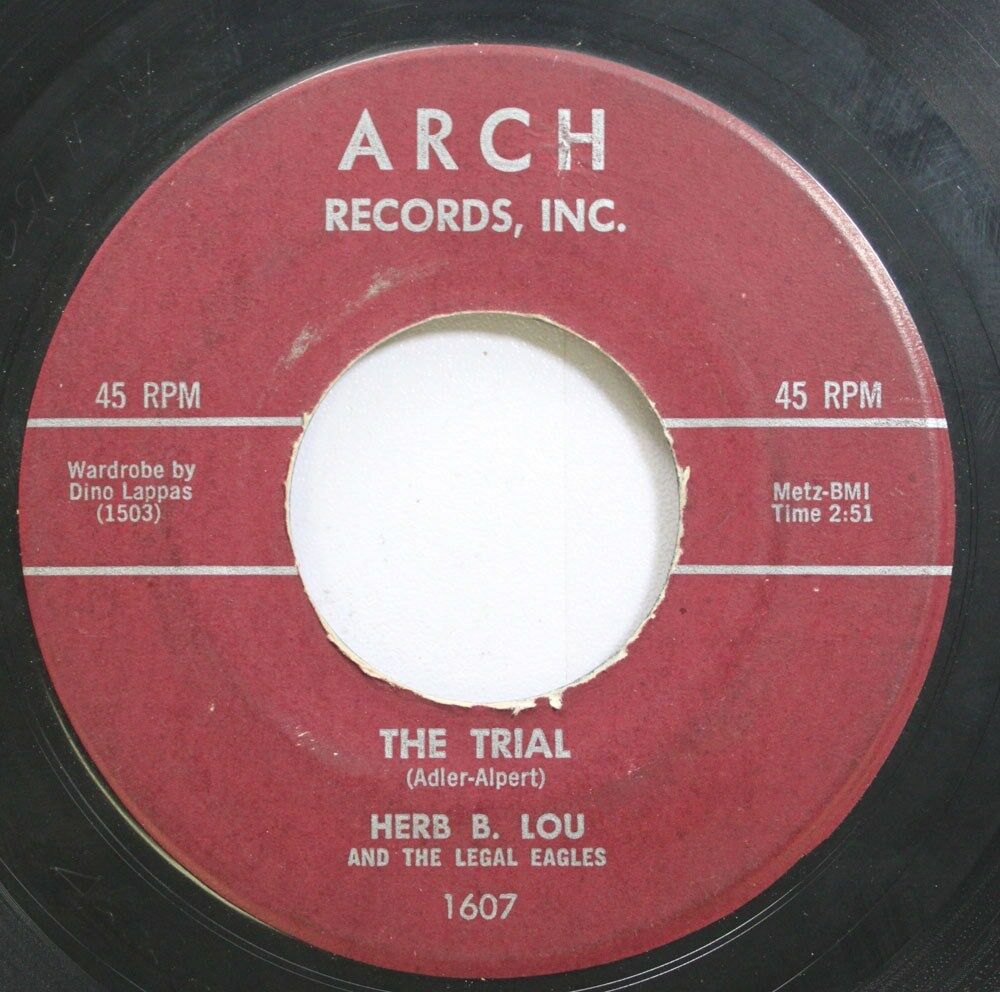 ARCH
RECORDS, INC.
45 RPM
45 RPM
Wardrobe by
Dino Lappas
(1503)
Metz-BMI
Time 2:51
THE TRIAL
(Adler-Alpert)
HERB B. LOU
AND THE LEGAL EAGLES
1607